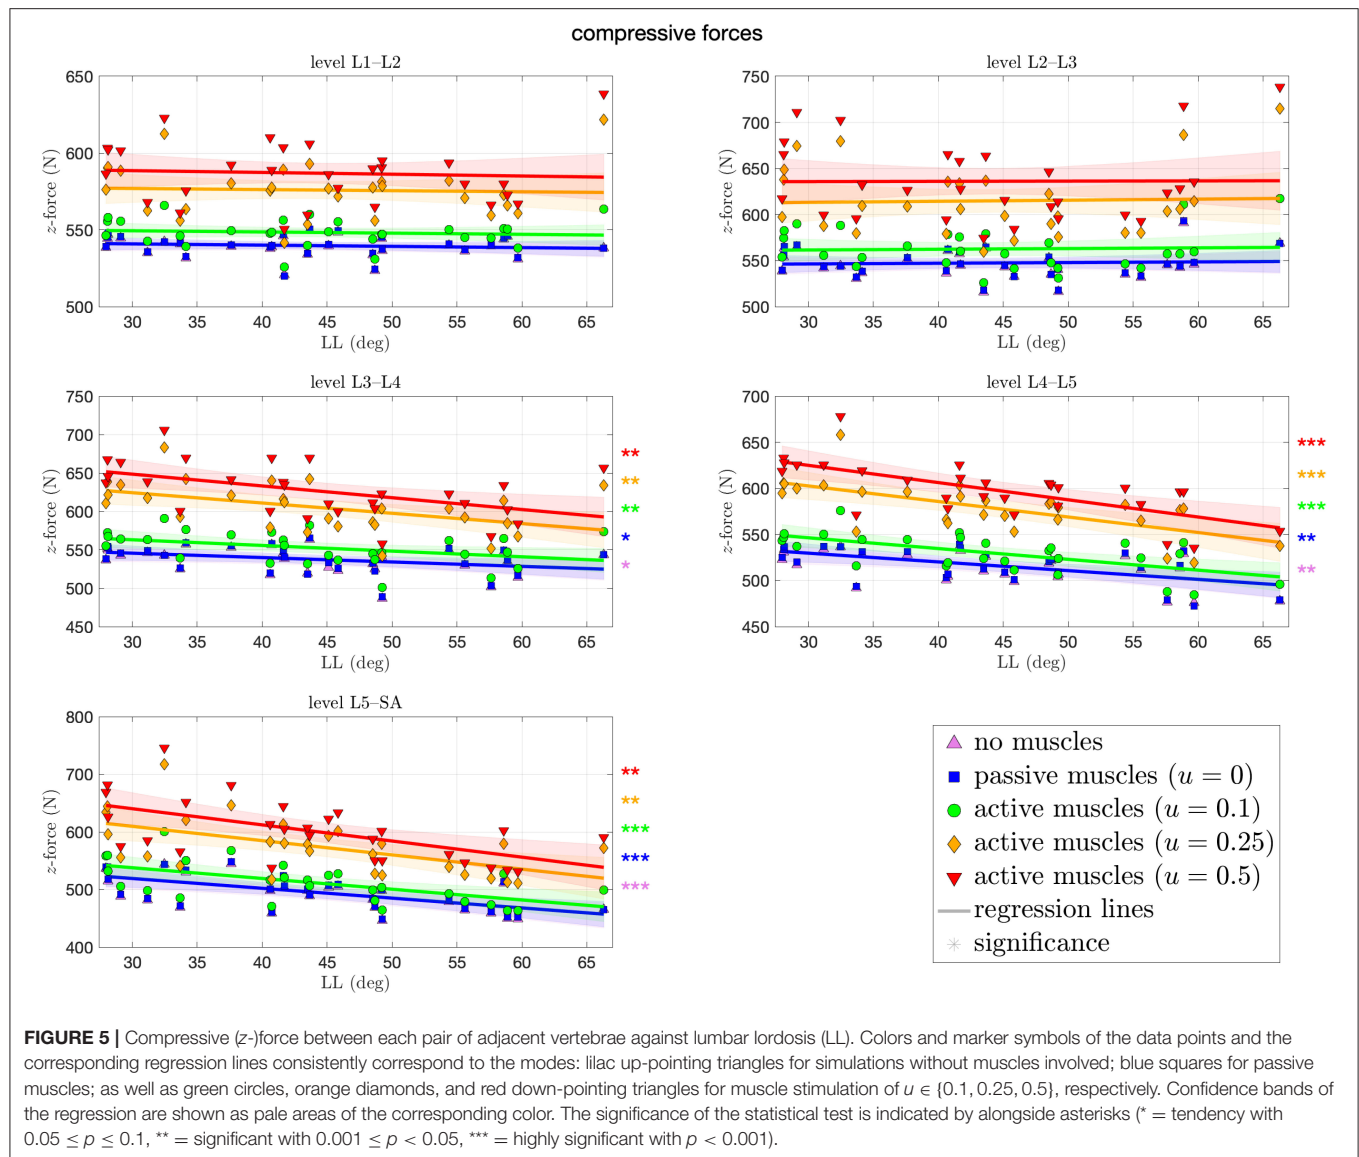 compressive forces
level L1–L2
650
600
550
500
z-force (N)
30 35 40 45 50 55 60 65
LL (deg)
level L2–L3
750
700
650
600
550
500
z-force (N)
30 35 40 45 50 55 60 65
LL (deg)
level L3–L4
750
700
650
600
550
500
450
z-force (N)
30 35 40 45 50 55 60 65
LL (deg)
**
**
**
*
*
level L4–L5
700
650
600
550
500
450
z-force (N)
30 35 40 45 50 55 60 65
LL (deg)
***
***
***
**
**
level L5–SA
800
700
600
500
400
z-force (N)
30 35 40 45 50 55 60 65
LL (deg)
**
**
***
***
***
no muscles
passive muscles (u = 0)
active muscles (u = 0.1)
active muscles (u = 0.25)
active muscles (u = 0.5)
regression lines
significance
FIGURE 5 | Compressive (z-)force between each pair of adjacent vertebrae against lumbar lordosis (LL). Colors and marker symbols of the data points and the
corresponding regression lines consistently correspond to the modes: lilac up-pointing triangles for simulations without muscles involved; blue squares for passive
muscles; as well as green circles, orange diamonds, and red down-pointing triangles for muscle stimulation of u ∈ {0.1, 0.25, 0.5}, respectively. Confidence bands of
the regression are shown as pale areas of the corresponding color. The significance of the statistical test is indicated by alongside asterisks (* = tendency with
0.05 ≤ p ≤ 0.1, ** = significant with 0.001 ≤ p < 0.05, *** = highly significant with p < 0.001).